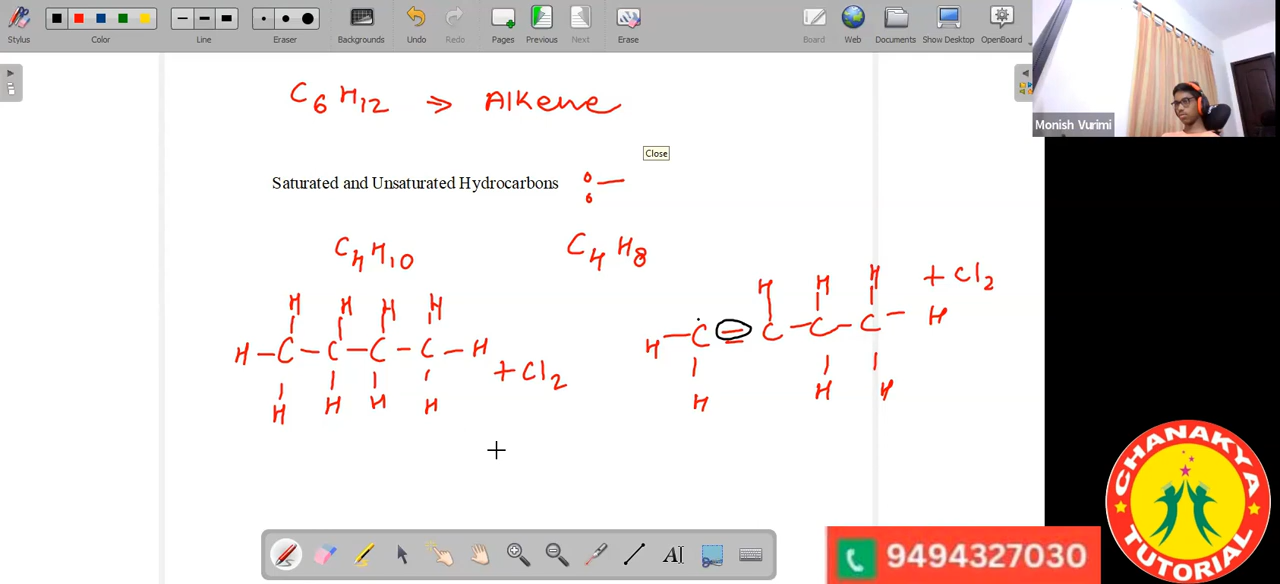 Stylus Color Line Eraser Backgrounds Undo Redo Pages Previous Next Erase Board Web Documents Show Desktop OpenBoard
C6H12 ⇒ Alkene
Monish Vurimi
Close
Saturated and Unsaturated Hydrocarbons
C4H10 C4H8
H H H H
H–C–C–C–C–H + Cl2
H H H H
H H H + Cl2
H–C=C–C–C–H
H H H
CHANAKYA
TUTORIAL
9494327030
AI